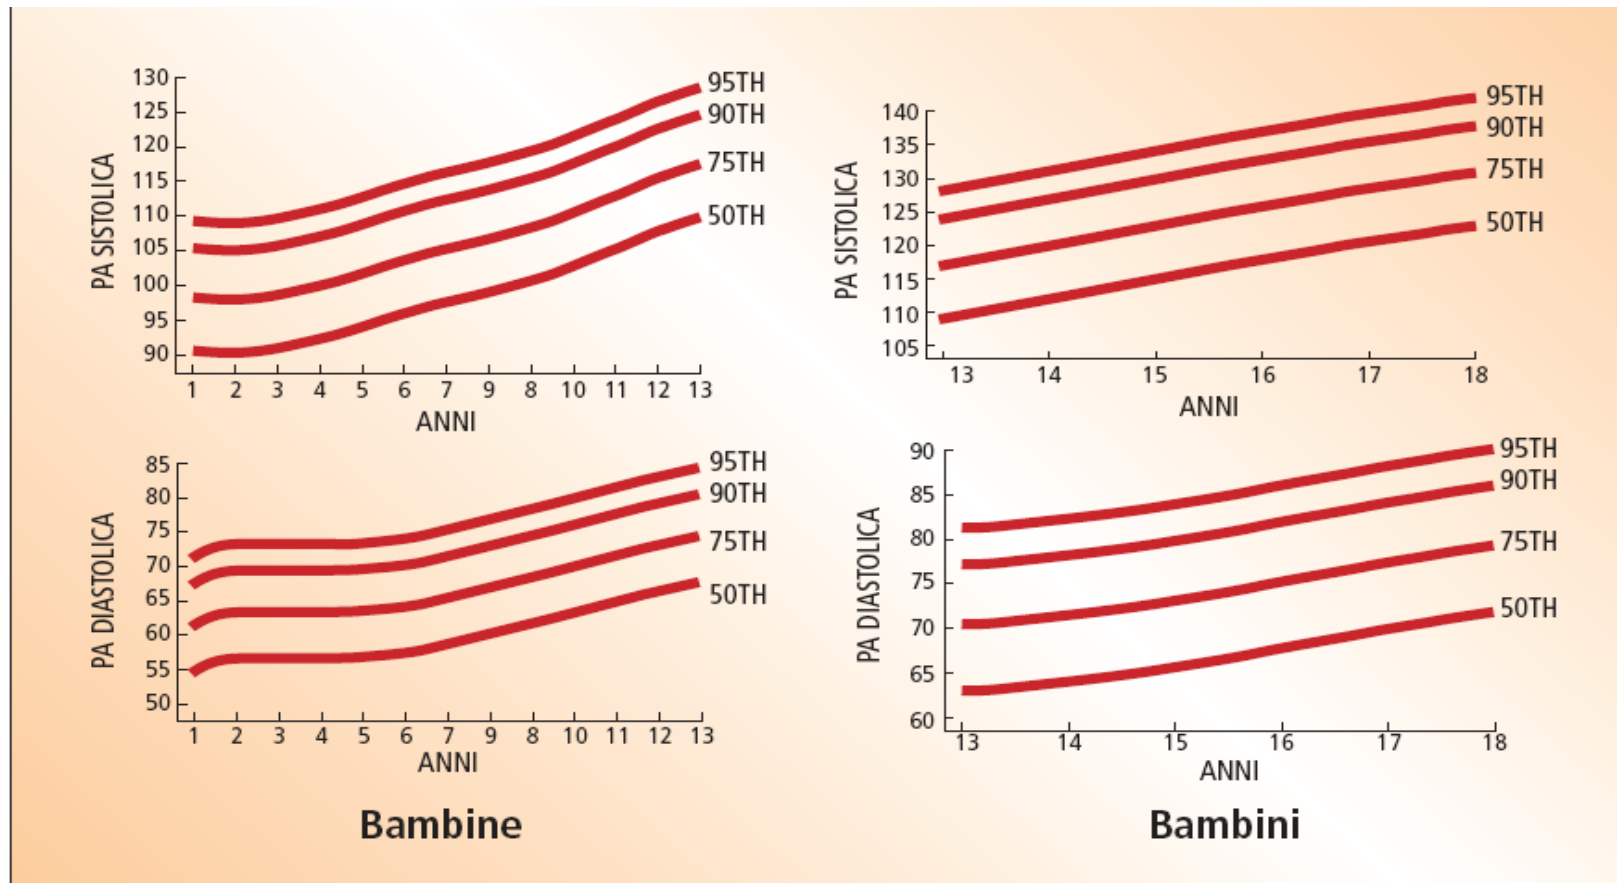 130
125
120
115
110
105
100
95
90
PA SISTOLICA
95TH
90TH
75TH
50TH
1 2 3 4 5 6 7 9 8 10 11 12 13
ANNI
140
135
130
125
120
115
110
105
PA SISTOLICA
95TH
90TH
75TH
50TH
13 14 15 16 17 18
ANNI
85
80
75
70
65
60
55
50
PA DIASTOLICA
95TH
90TH
75TH
50TH
1 2 3 4 5 6 7 9 8 10 11 12 13
ANNI
90
85
80
75
70
65
60
PA DIASTOLICA
95TH
90TH
75TH
50TH
13 14 15 16 17 18
ANNI
Bambine
Bambini